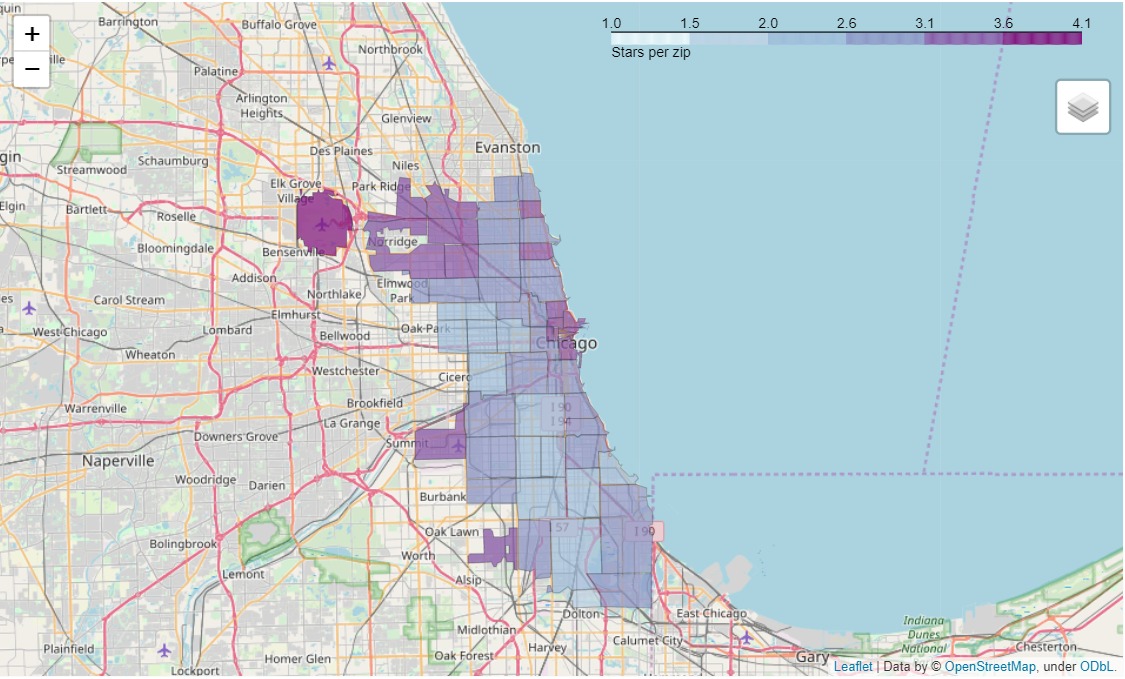 quin
Barrington
Buffalo Grove
1.0 1.5 2.0 2.6 3.1 3.6 4.1
+
Northbrook
Stars per zip
−
Palatine
Arlington
Heights
Glenview
Evanston
Des Plaines
gin
Schaumburg
Niles
Streamwood
Elk Grove
Village
Park Ridge
Elgin
Bartlett
Roselle
Norridge
Bloomingdale
Bensenville
Addison
Elmwood
Park
Northlake
es
Carol Stream
Elmhurst
West Chicago
Lombard
Bellwood
Oak Park
Chicago
Wheaton
Westchester
Cicero
Brookfield
I 90
I 94
Warrenville
La Grange
Downers Grove
Summit
Naperville
Woodridge
Darien
Burbank
57
I 90
Oak Lawn
Bolingbrook
Worth
Lemont
Alsip
Dolton
East Chicago
Indiana
Dunes
National
Midlothian
Calumet City
Plainfield
Homer Glen
Oak Forest
Harvey
Gary
Chesterton
Lockport
Leaflet | Data by © OpenStreetMap, under ODbL.